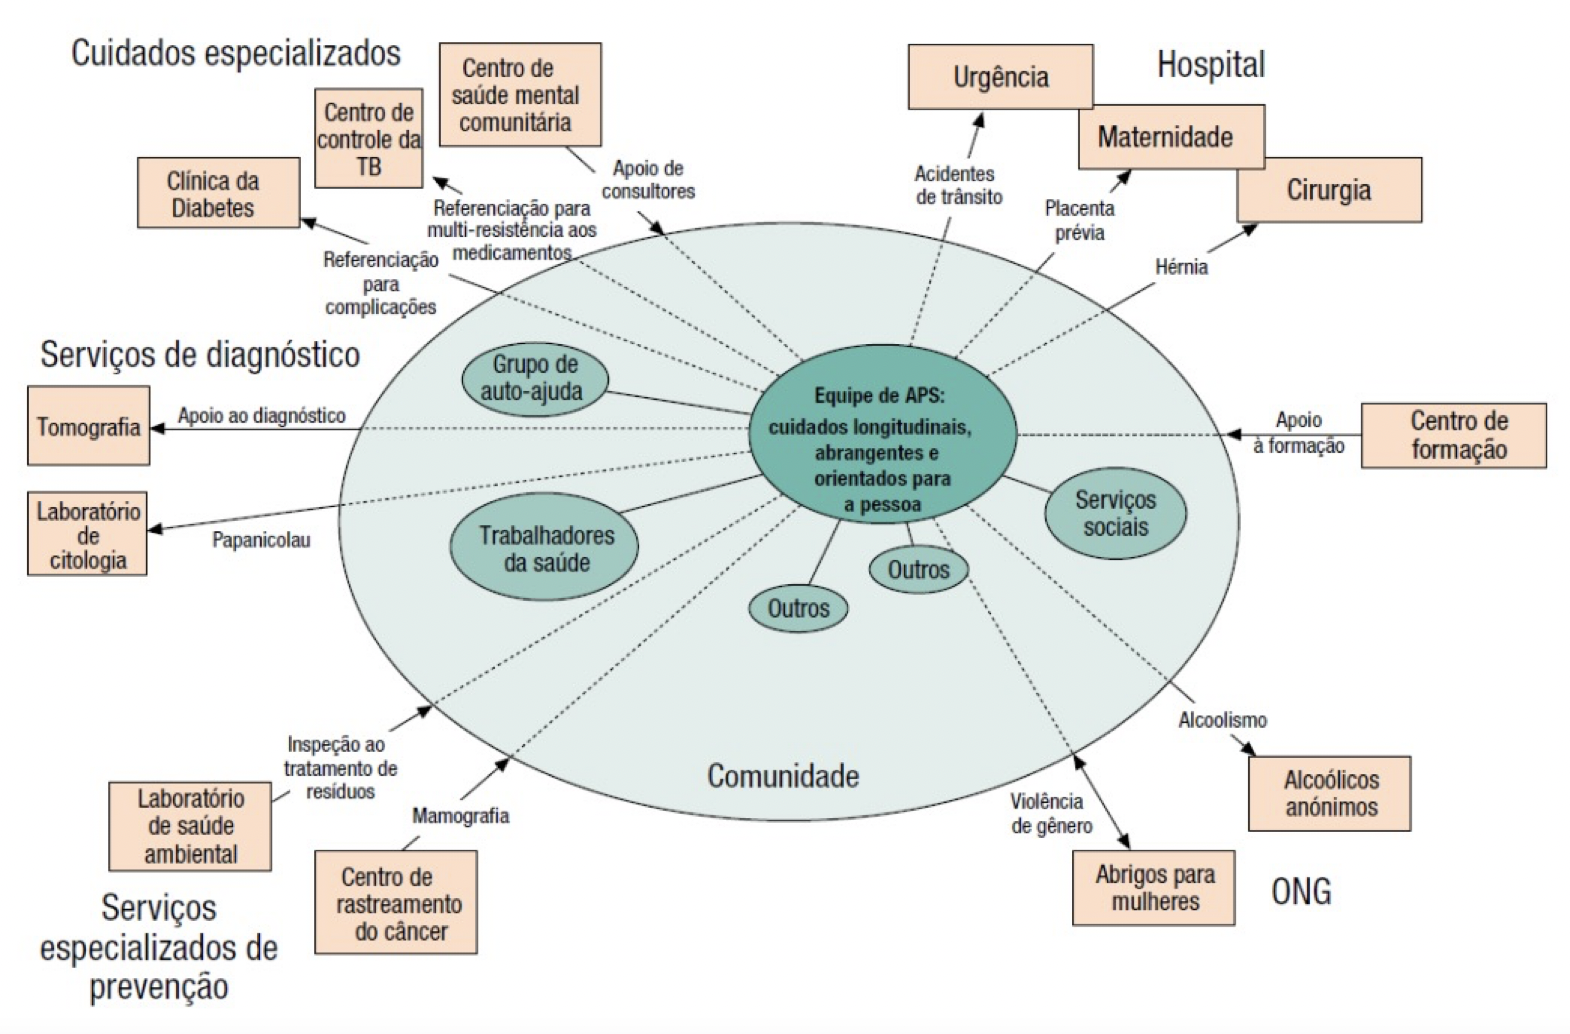 Cuidados especializados
Centro de
saúde mental
comunitária
Centro de
controle da
TB
Clínica da
Diabetes
Apoio de
consultores
Referenciação para
multi-resistência aos
medicamentos
Referenciação
para
complicações
Urgência
Hospital
Maternidade
Cirurgia
Acidentes
de trânsito
Placenta
prévia
Hérnia
Serviços de diagnóstico
Tomografia
Apoio ao diagnóstico
Laboratório
de
citologia
Papanicolau
Grupo de
auto-ajuda
Equipe de APS:
cuidados longitudinais,
abrangentes e
orientados para
a pessoa
Apoio
à formação
Centro de
formação
Trabalhadores
da saúde
Serviços
sociais
Outros
Outros
Comunidade
Inspeção ao
tratamento de
resíduos
Laboratório
de saúde
ambiental
Mamografia
Centro de
rastreamento
do câncer
Serviços
especializados de
prevenção
Alcoolismo
Alcoólicos
anónimos
Violência
de gênero
Abrigos para
mulheres
ONG